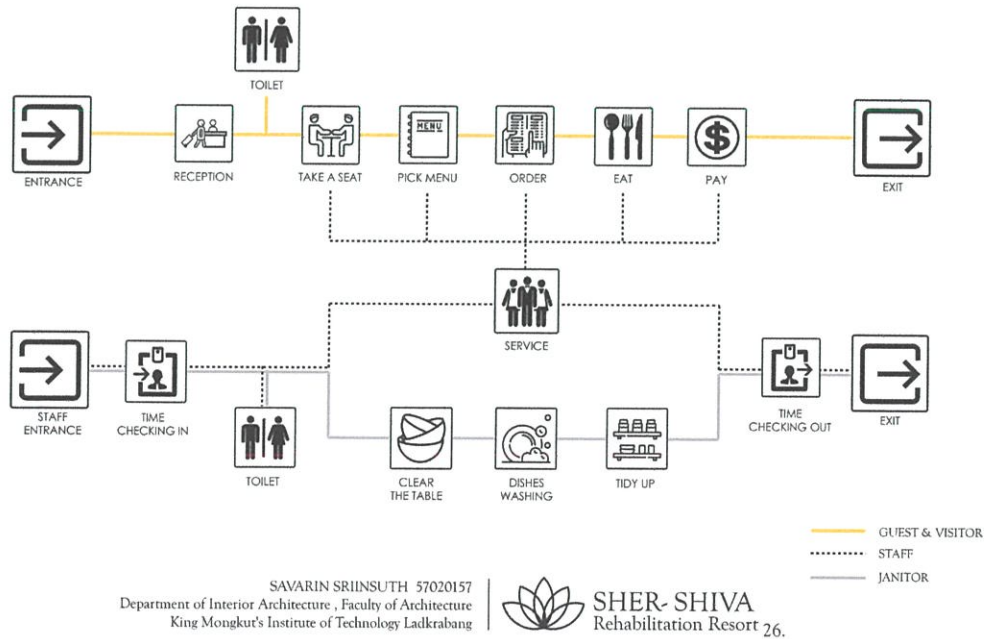 TOILET
ENTRANCE
RECEPTION
TAKE A SEAT
PICK MENU
MENU
ORDER
EAT
$
PAY
EXIT
SERVICE
STAFF
ENTRANCE
TIME
CHECKING IN
TOILET
CLEAR
THE TABLE
DISHES
WASHING
TIDY UP
TIME
CHECKING OUT
EXIT
GUEST & VISITOR
STAFF
JANITOR
SAVARIN SRIINSUTH 57020157
Department of Interior Architecture , Faculty of Architecture
King Mongkut's Institute of Technology Ladkrabang
SHER- SHIVA
Rehabilitation Resort
26.